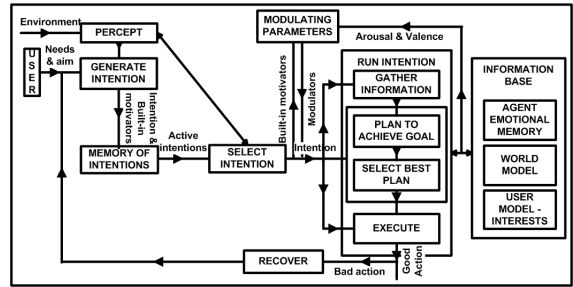 Environment
PERCEPT
USER
Needs
& aim
GENERATE
INTENTION
Intention &
Built-in
motivators
MEMORY OF
INTENTIONS
Active
intentions
SELECT
INTENTION
MODULATING
PARAMETERS
Built-in motivators
Modulators
Intention
Arousal & Valence
RUN INTENTION
GATHER
INFORMATION
PLAN TO
ACHIEVE GOAL
SELECT BEST
PLAN
EXECUTE
INFORMATION
BASE
AGENT
EMOTIONAL
MEMORY
WORLD
MODEL
USER
MODEL -
INTERESTS
RECOVER
Bad action
Good
Action